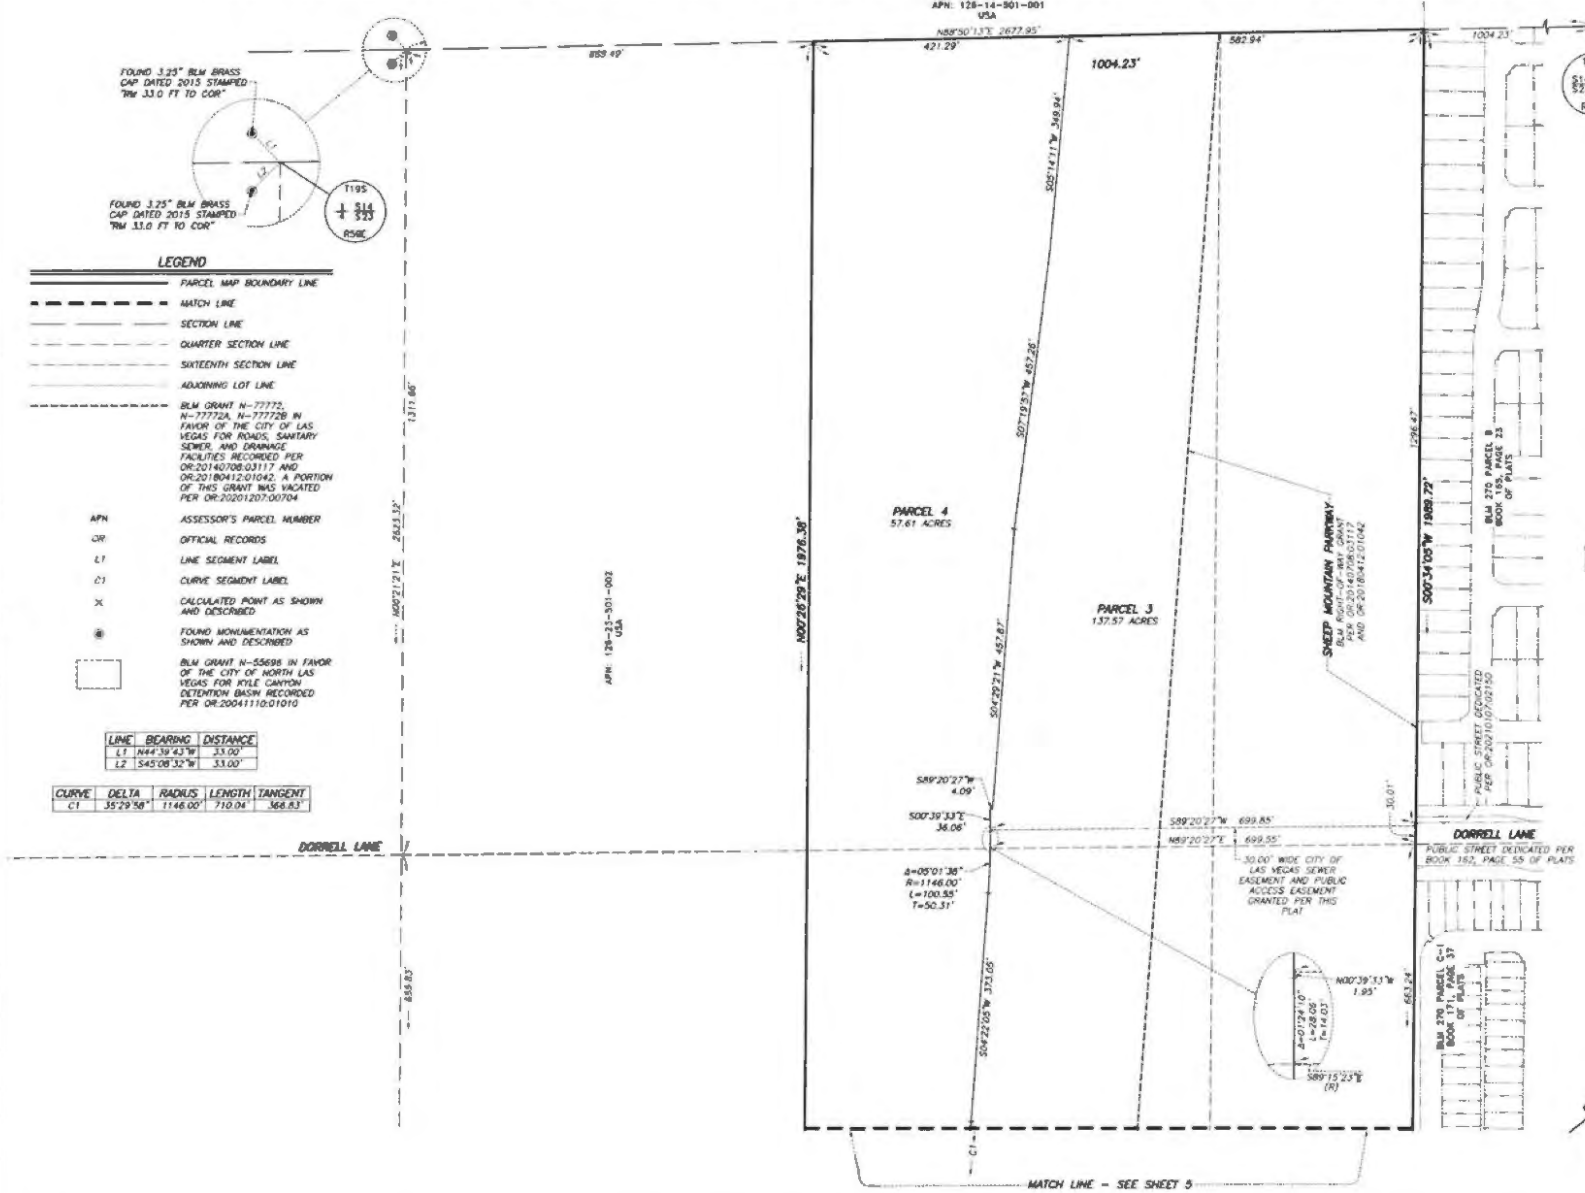 APN: 126-14-501-001
USA
N88°50'13"E 2677.95'
421.29'
582.94'
1004.23'
1004.23'
FOUND 3.25" BLM BRASS
CAP DATED 2015 STAMPED
"RM 33.0 FT TO COR"
C1
L2
FOUND 3.25" BLM BRASS
CAP DATED 2015 STAMPED
"RM 33.0 FT TO COR"
T19S
1 S14
4 S23
LEGEND
PARCEL MAP BOUNDARY LINE
MATCH LINE
SECTION LINE
QUARTER SECTION LINE
SIXTEENTH SECTION LINE
ADJOINING LOT LINE
BLM GRANT N-77772,
N-77772A, N-77772B IN
FAVOR OF THE CITY OF LAS
VEGAS FOR ROADS, SANITARY
SEWER, AND DRAINAGE
FACILITIES RECORDED PER
OR:20140708:03117 AND
OR:20180412:01042. A PORTION
OF THIS GRANT WAS VACATED
PER OR:20201207:00704
APN ASSESSOR'S PARCEL NUMBER
OR OFFICIAL RECORDS
L1 LINE SEGMENT LABEL
C1 CURVE SEGMENT LABEL
X CALCULATED POINT AS SHOWN
AND DESCRIBED
FOUND MONUMENTATION AS
SHOWN AND DESCRIBED
BLM GRANT N-55696 IN FAVOR
OF THE CITY OF NORTH LAS
VEGAS FOR KYLE CANYON
DETENTION BASIN RECORDED
PER OR:20041110:01010
LINE BEARING DISTANCE
L1 N44°39'43"W 33.00'
L2 S45°08'32"W 33.00'
CURVE DELTA RADIUS LENGTH TANGENT
C1 35°29'58" 1146.00' 710.04' 366.83'
DORRELL LANE
1311.66'
N00°21'21"E 2623.32'
655.83'
USA
N00°26'29"E 1976.38'
PARCEL 4
57.61 ACRES
S05°14'11"W 349.94'
S07°19'57"W 457.26'
S04°29'21"W 457.87'
S89°20'27"W
4.09'
S00°39'33"E
36.06'
Δ=05°01'38"
R=1146.00'
L=100.55'
T=50.31'
S04°22'05"W 373.05'
C1
PARCEL 3
137.57 ACRES
SHEEP MOUNTAIN PARKWAY
BLM RIGHT-OF-WAY GRANT
PER OR:20140708:03117
AND OR:20180412:01042
S89°20'27"W 699.85'
N89°20'27"E 699.55'
30.00' WIDE CITY OF
LAS VEGAS SEWER
EASEMENT AND PUBLIC
ACCESS EASEMENT
GRANTED PER THIS
PLAT
N00°39'33"W
1.95'
Δ=01°24'10"
L=28.06'
T=14.03'
S89°15'23"E
(R)
1296.47'
S00°34'05"W 1989.72'
30.01'
663.24'
BLM 270 PARCEL B
BOOK 165, PAGE 23
OF PLATS
PUBLIC STREET DEDICATED
PER OR:20210107:02150
DORRELL LANE
PUBLIC STREET DEDICATED PER
BOOK 162, PAGE 55 OF PLATS
BLM 270 PARCEL C-1
BOOK 171, PAGE 37
OF PLATS
MATCH LINE - SEE SHEET 5